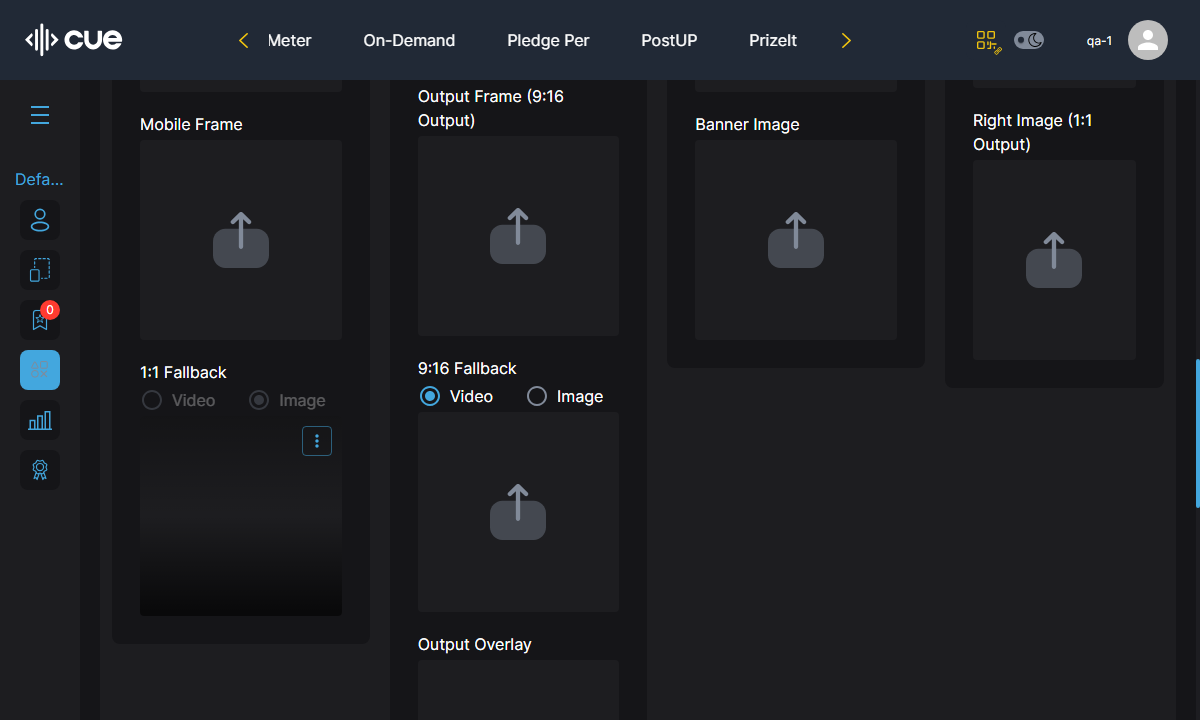 cue
Meter
On-Demand
Pledge Per
PostUP
PrizeIt
qa-1
Defa...
0
Mobile Frame
1:1 Fallback
Video
Image
Output Frame (9:16
Output)
9:16 Fallback
Video
Image
Output Overlay
Banner Image
Right Image (1:1
Output)